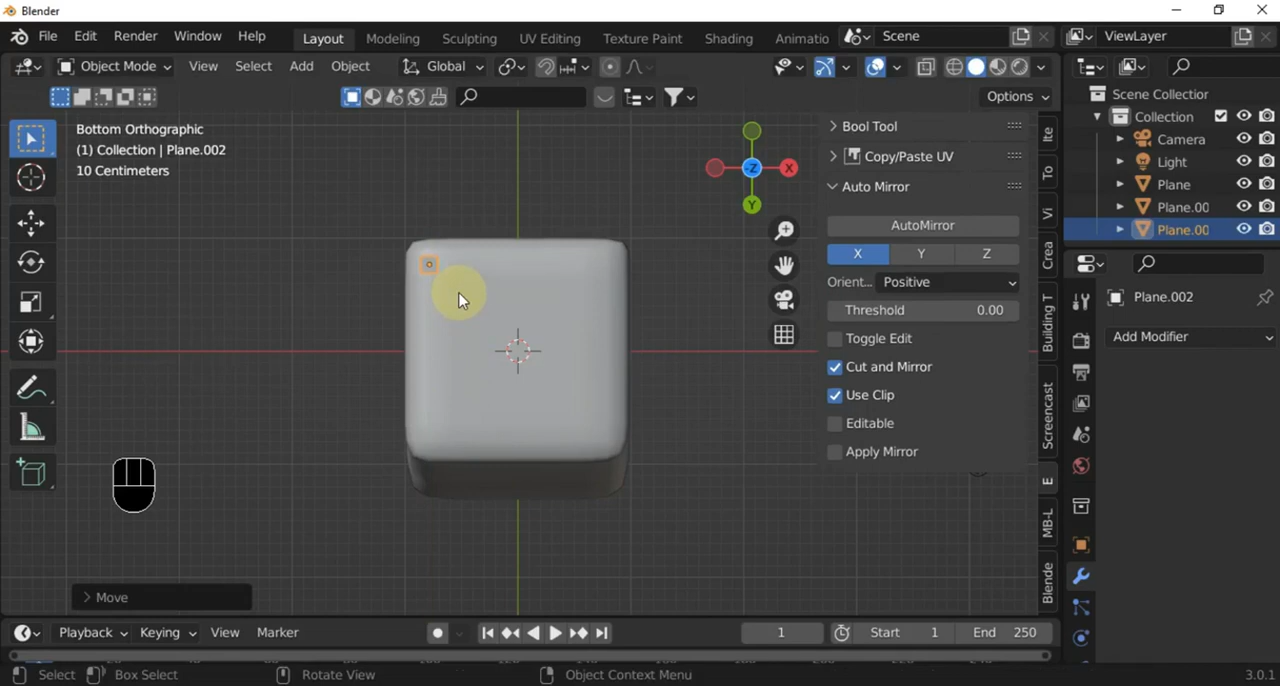 Blender
File Edit Render Window Help Layout Modeling Sculpting UV Editing Texture Paint Shading Animatio Scene ViewLayer
Object Mode View Select Add Object Global
Options
Bottom Orthographic
(1) Collection | Plane.002
10 Centimeters
X
Y
-Z
Bool Tool
Copy/Paste UV
Auto Mirror
AutoMirror
X Y Z
Orient... Positive
Threshold 0.00
Toggle Edit
Cut and Mirror
Use Clip
Editable
Apply Mirror
Ite
To
Vi
Crea
Building T
Screencast
E
MB-L
Blende
Scene Collectior
Collection
Camera
Light
Plane
Plane.00
Plane.00
Plane.002
Add Modifier
Move
Playback Keying View Marker 1 Start 1 End 250
Select Box Select Rotate View Object Context Menu 3.0.1